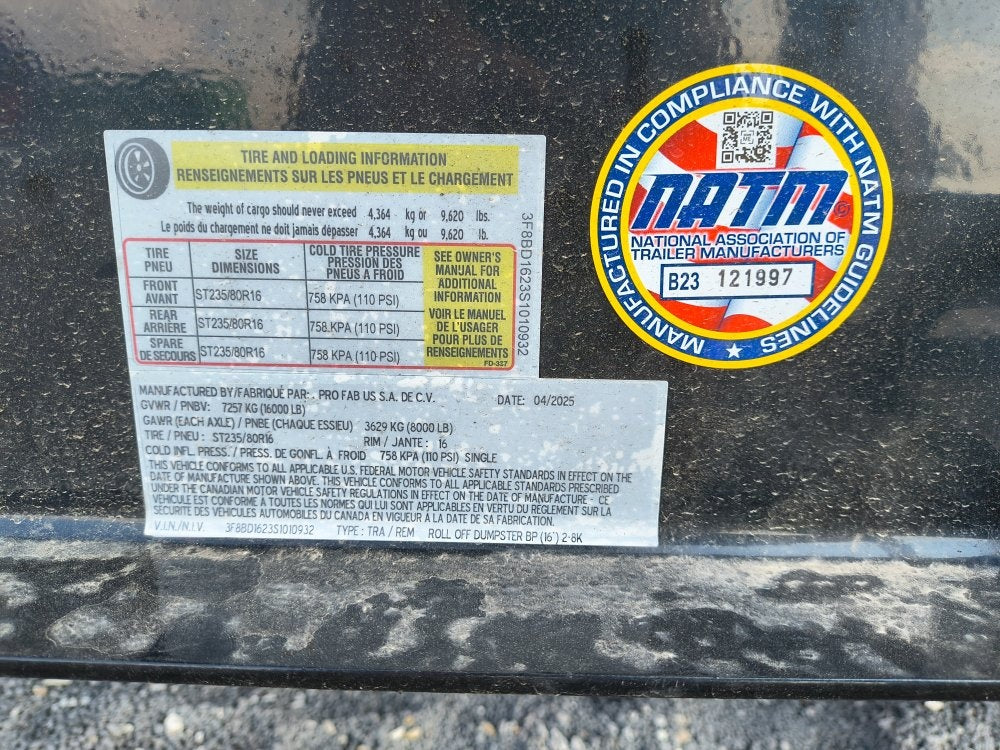 TIRE AND LOADING INFORMATION
RENSEIGNEMENTS SUR LES PNEUS ET LE CHARGEMENT
The weight of cargo should never exceed 4,364 kg or 9,620 lbs.
Le poids du chargement ne doit jamais dépasser 4,364 kg ou 9,620 lb.
TIRE
PNEU
SIZE
DIMENSIONS
COLD TIRE PRESSURE
PRESSION DES
PNEUS A FROID
FRONT
AVANT
ST235/80R16
758 KPA (110 PSI)
REAR
ARRIÈRE
ST235/80R16
758 KPA (110 PSI)
SPARE
DE SECOURS
ST235/80R16
758 KPA (110 PSI)
SEE OWNER'S
MANUAL FOR
ADDITIONAL
INFORMATION
VOIR LE MANUEL
DE L'USAGER
POUR PLUS DE
RENSEIGNEMENTS
FD-327
3F8BD1623S1010932
MANUFACTURED BY/FABRIQUÉ PAR: PRO FAB US S.A. DE C.V. DATE: 04/2025
GVWR / PNBV: 7257 KG (16000 LB)
GAWR (EACH AXLE) / PNBE (CHAQUE ESSIEU) 3629 KG (8000 LB)
TIRE / PNEU : ST235/80R16 RIM / JANTE : 16
COLD INFL. PRESS. / PRESS. DE GONFL. À FROID 758 KPA (110 PSI) SINGLE
THIS VEHICLE CONFORMS TO ALL APPLICABLE U.S. FEDERAL MOTOR VEHICLE SAFETY STANDARDS IN EFFECT ON THE
DATE OF MANUFACTURE SHOWN ABOVE. THIS VEHICLE CONFORMS TO ALL APPLICABLE STANDARDS PRESCRIBED
UNDER THE CANADIAN MOTOR VEHICLE SAFETY REGULATIONS IN EFFECT ON THE DATE OF MANUFACTURE - CE
VÉHICULE EST CONFORME À TOUTES LES NORMES QUI LUI SONT APPLICABLES EN VERTU DU RÈGLEMENT SUR LA
SÉCURITÉ DES VÉHICULES AUTOMOBILES DU CANADA EN VIGUEUR À LA DATE DE SA FABRICATION.
V.I.N./N.I.V. 3F8BD1623S1010932 TYPE : TRA / REM ROLL OFF DUMPSTER BP (16') 2-8K
MANUFACTURED IN COMPLIANCE WITH NATM GUIDELINES
NATM
NATIONAL ASSOCIATION OF
TRAILER MANUFACTURERS
B23 121997